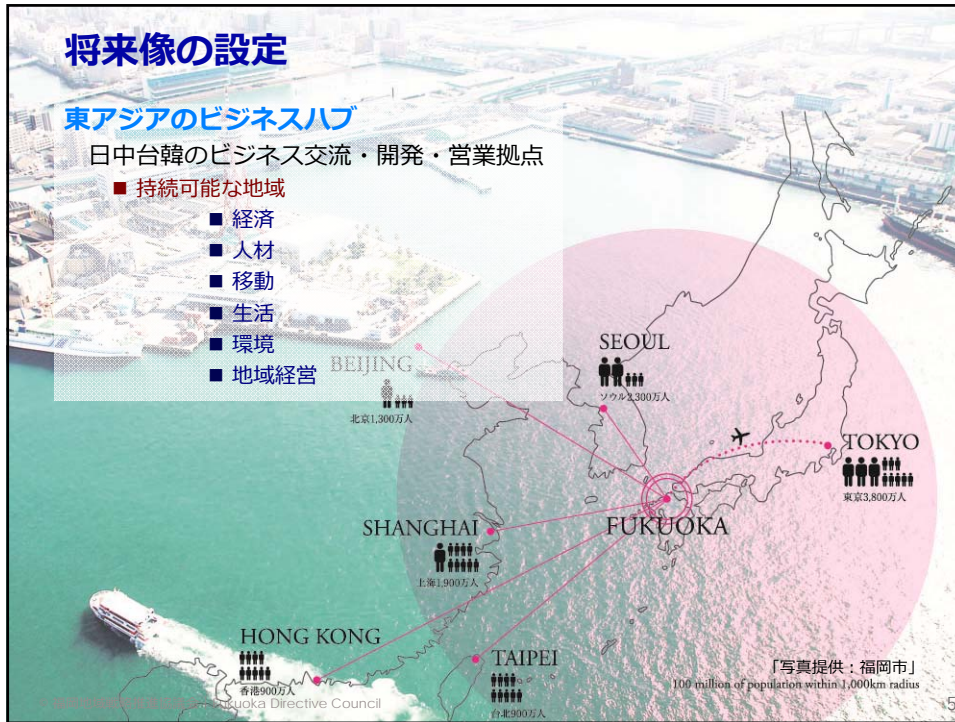 将来像の設定
東アジアのビジネスハブ
日中台韓のビジネス交流・開発・営業拠点
■ 持続可能な地域
■ 経済
■ 人材
■ 移動
■ 生活
■ 環境
■ 地域経営
BEIJING
北京1,300万人
SEOUL
ソウル2,300万人
TOKYO
東京3,800万人
SHANGHAI
上海1,900万人
FUKUOKA
HONG KONG
香港900万人
TAIPEI
台北900万人
「写真提供：福岡市」
100 million of population within 1,000km radius
Fukuoka Directive Council
5